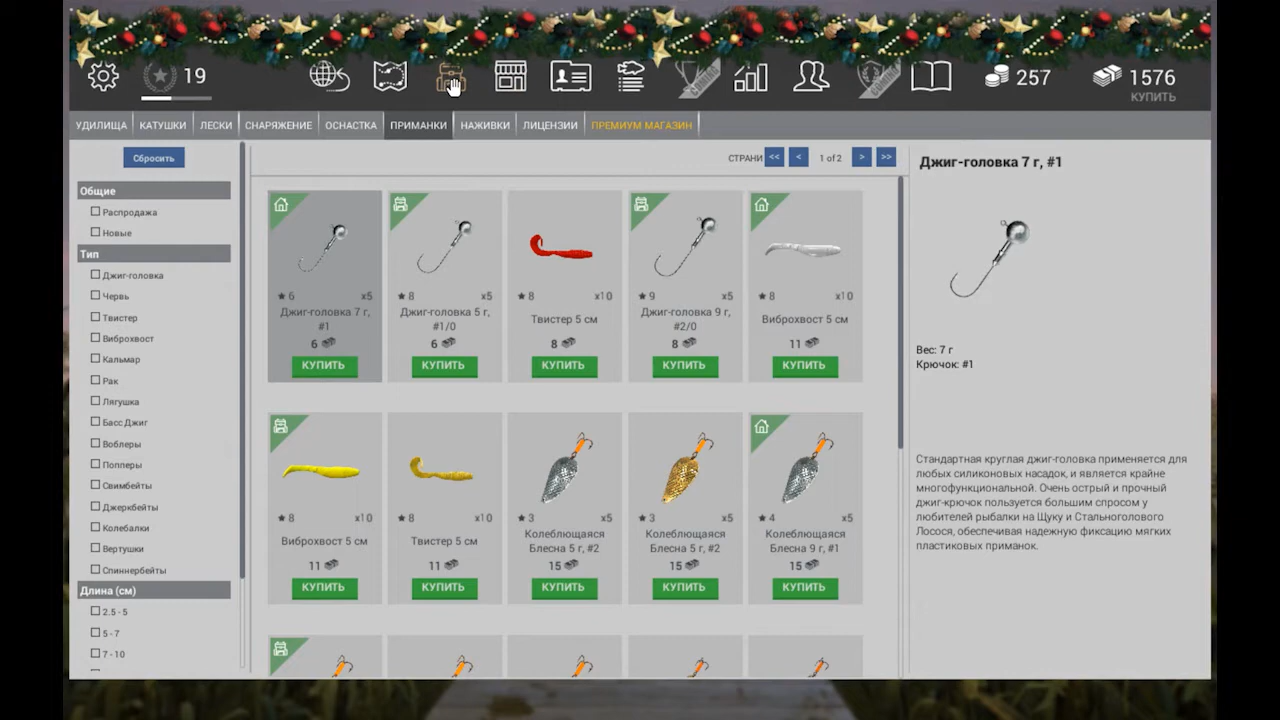 19
COMING
COMING
257
1576
КУПИТЬ
УДИЛИЩА КАТУШКИ ЛЕСКИ СНАРЯЖЕНИЕ ОСНАСТКА ПРИМАНКИ НАЖИВКИ ЛИЦЕНЗИИ ПРЕМИУМ МАГАЗИН
Сбросить
СТРАНИ << < 1 of 2 > >>
Общие
Распродажа
Новые
Тип
Джиг-головка
Червь
Твистер
Виброхвост
Кальмар
Рак
Лягушка
Басс Джиг
Воблеры
Попперы
Свимбейты
Джеркбейты
Колебалки
Вертушки
Спиннербейты
Длина (см)
2.5 - 5
5 - 7
7 - 10
6 x5
Джиг-головка 7 г,
#1
6
КУПИТЬ
8 x5
Джиг-головка 5 г,
#1/0
6
КУПИТЬ
8 x10
Твистер 5 см
8
КУПИТЬ
9 x5
Джиг-головка 9 г,
#2/0
8
КУПИТЬ
8 x10
Виброхвост 5 см
11
КУПИТЬ
8 x10
Виброхвост 5 см
11
КУПИТЬ
8 x10
Твистер 5 см
11
КУПИТЬ
3 x5
Колеблющаяся
Блесна 5 г, #2
15
КУПИТЬ
3 x5
Колеблющаяся
Блесна 5 г, #2
15
КУПИТЬ
4 x5
Колеблющаяся
Блесна 9 г, #1
15
КУПИТЬ
Джиг-головка 7 г, #1
Вес: 7 г
Крючок: #1
Стандартная круглая джиг-головка применяется для
любых силиконовых насадок, и является крайне
многофункциональной. Очень острый и прочный
джиг-крючок пользуется большим спросом у
любителей рыбалки на Щуку и Стальноголового
Лосося, обеспечивая надежную фиксацию мягких
пластиковых приманок.